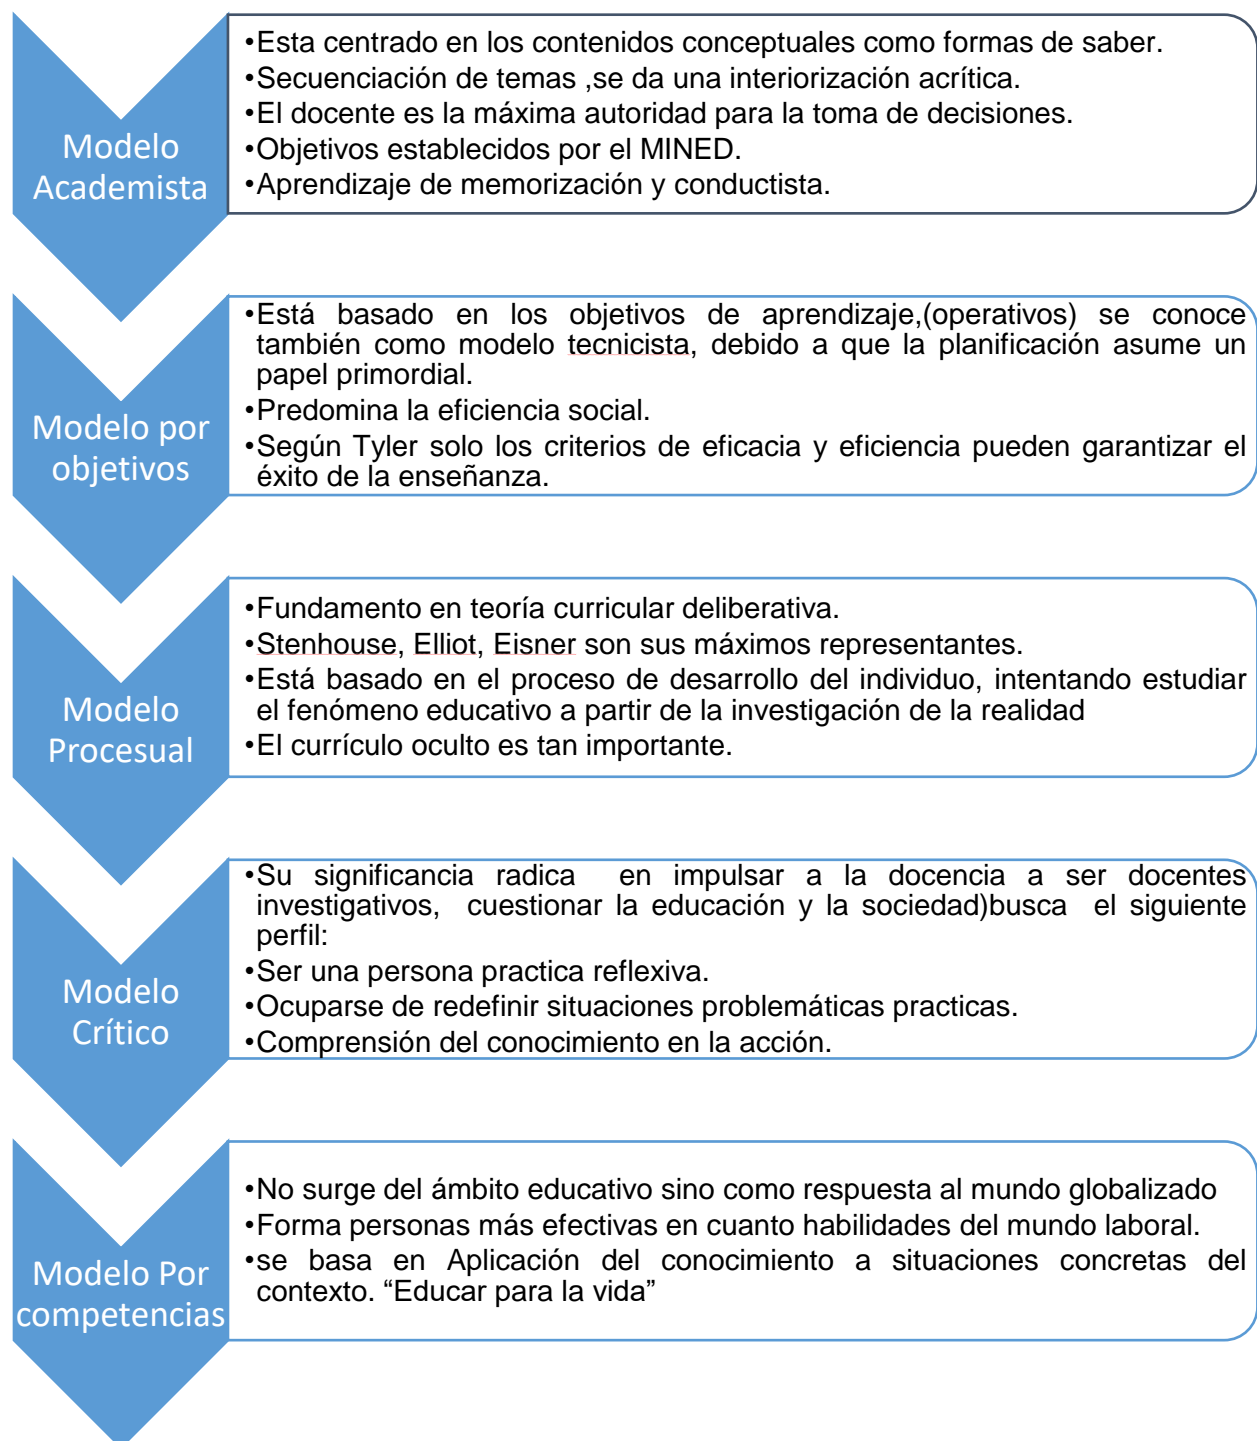 Modelo
Academista
•Esta centrado en los contenidos conceptuales como formas de saber.
•Secuenciación de temas ,se da una interiorización acrítica.
•El docente es la máxima autoridad para la toma de decisiones.
•Objetivos establecidos por el MINED.
•Aprendizaje de memorización y conductista.
Modelo por
objetivos
•Está basado en los objetivos de aprendizaje,(operativos) se conoce
también como modelo tecnicista, debido a que la planificación asume un
papel primordial.
•Predomina la eficiencia social.
•Según Tyler solo los criterios de eficacia y eficiencia pueden garantizar el
éxito de la enseñanza.
Modelo
Procesual
•Fundamento en teoría curricular deliberativa.
•Stenhouse, Elliot, Eisner son sus máximos representantes.
•Está basado en el proceso de desarrollo del individuo, intentando estudiar
el fenómeno educativo a partir de la investigación de la realidad
•El currículo oculto es tan importante.
Modelo
Crítico
•Su significancia radica en impulsar a la docencia a ser docentes
investigativos, cuestionar la educación y la sociedad)busca el siguiente
perfil:
•Ser una persona practica reflexiva.
•Ocuparse de redefinir situaciones problemáticas practicas.
•Comprensión del conocimiento en la acción.
Modelo Por
competencias
•No surge del ámbito educativo sino como respuesta al mundo globalizado
•Forma personas más efectivas en cuanto habilidades del mundo laboral.
•se basa en Aplicación del conocimiento a situaciones concretas del
contexto. “Educar para la vida”